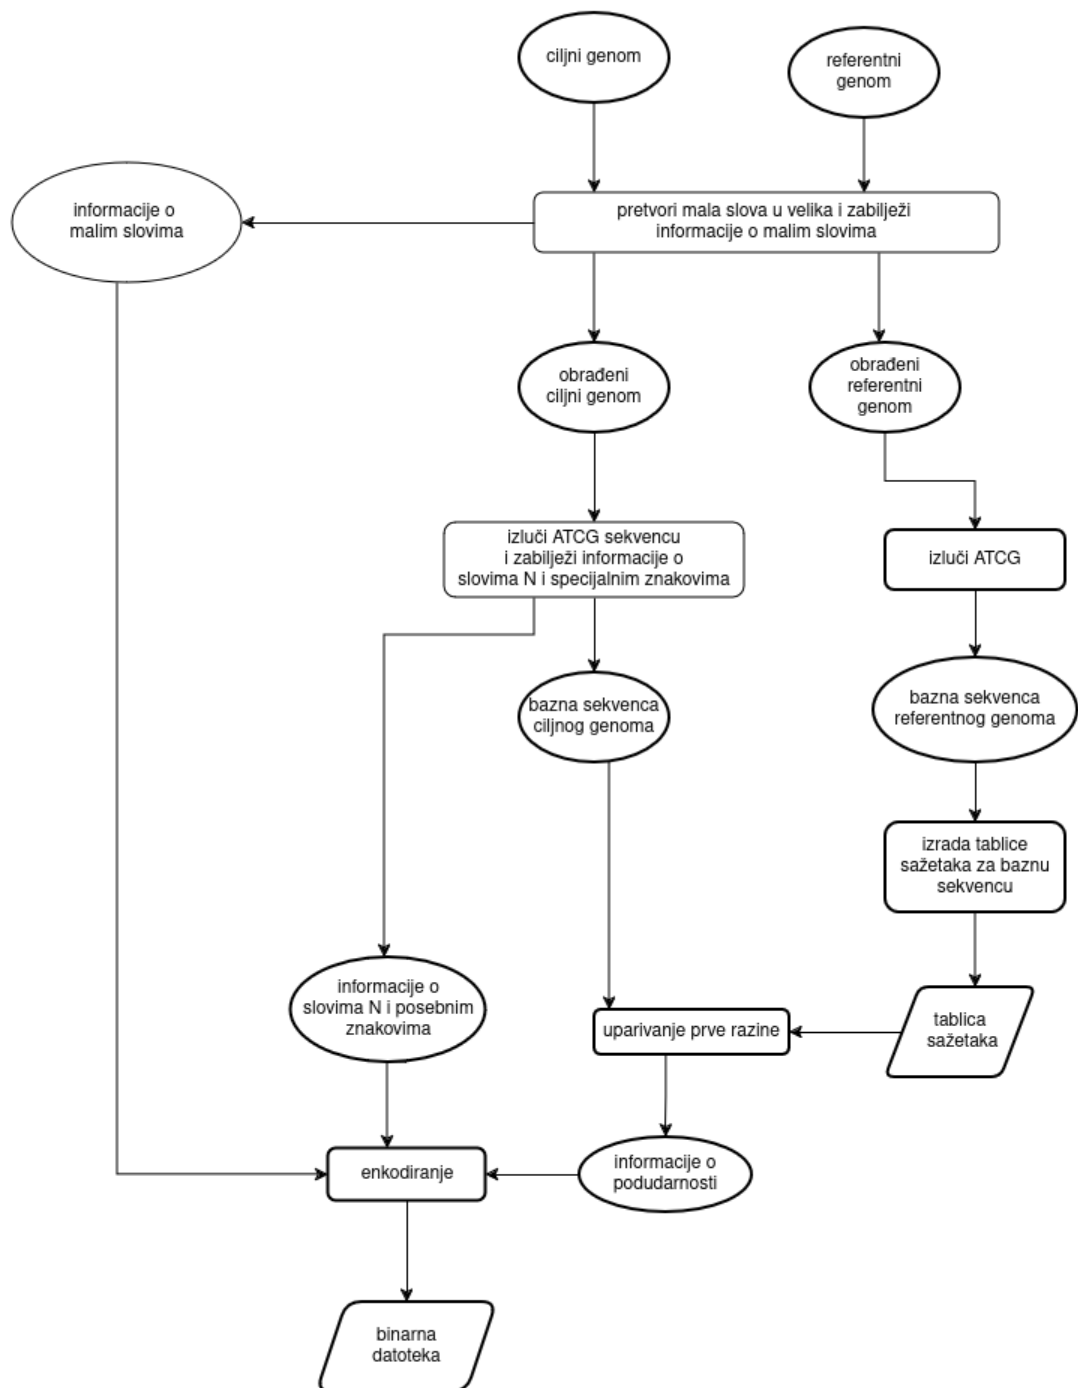 ciljni genom
referentni
genom
informacije o
malim slovima
pretvori mala slova u velika i zabilježi
informacije o malim slovima
obrađeni
ciljni genom
obrađeni
referentni
genom
izluči ATCG sekvencu
i zabilježi informacije o
slovima N i specijalnim znakovima
izluči ATCG
bazna sekvenca
ciljnog genoma
bazna sekvenca
referentnog genoma
izrada tablice
sažetaka za baznu
sekvencu
informacije o
slovima N i posebnim
znakovima
uparivanje prve razine
tablica
sažetaka
enkodiranje
informacije o
podudarnosti
binarna
datoteka